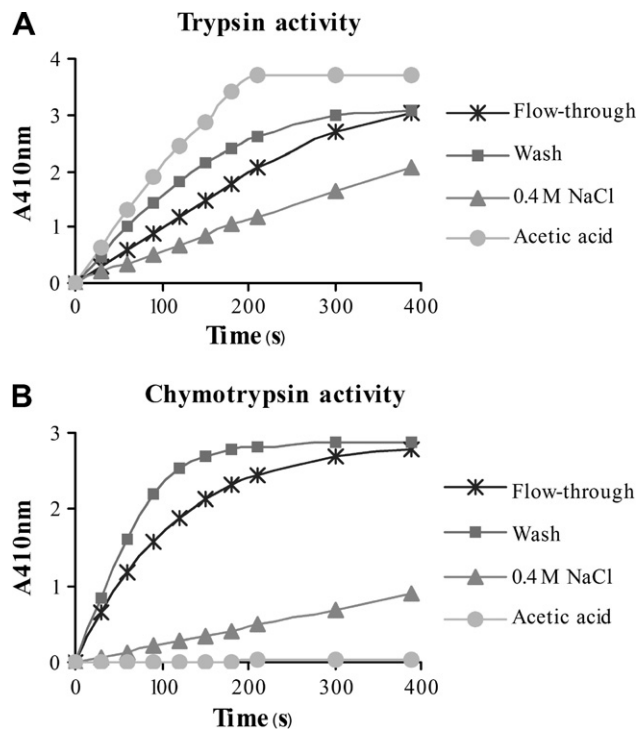 A
Trypsin activity
4
3
2
1
0
A410nm
0 100 200 300 400
Time (s)
Flow-through
Wash
0.4 M NaCl
Acetic acid
B
Chymotrypsin activity
3
2
1
0
A410nm
0 100 200 300 400
Time (s)
Flow-through
Wash
0.4 M NaCl
Acetic acid